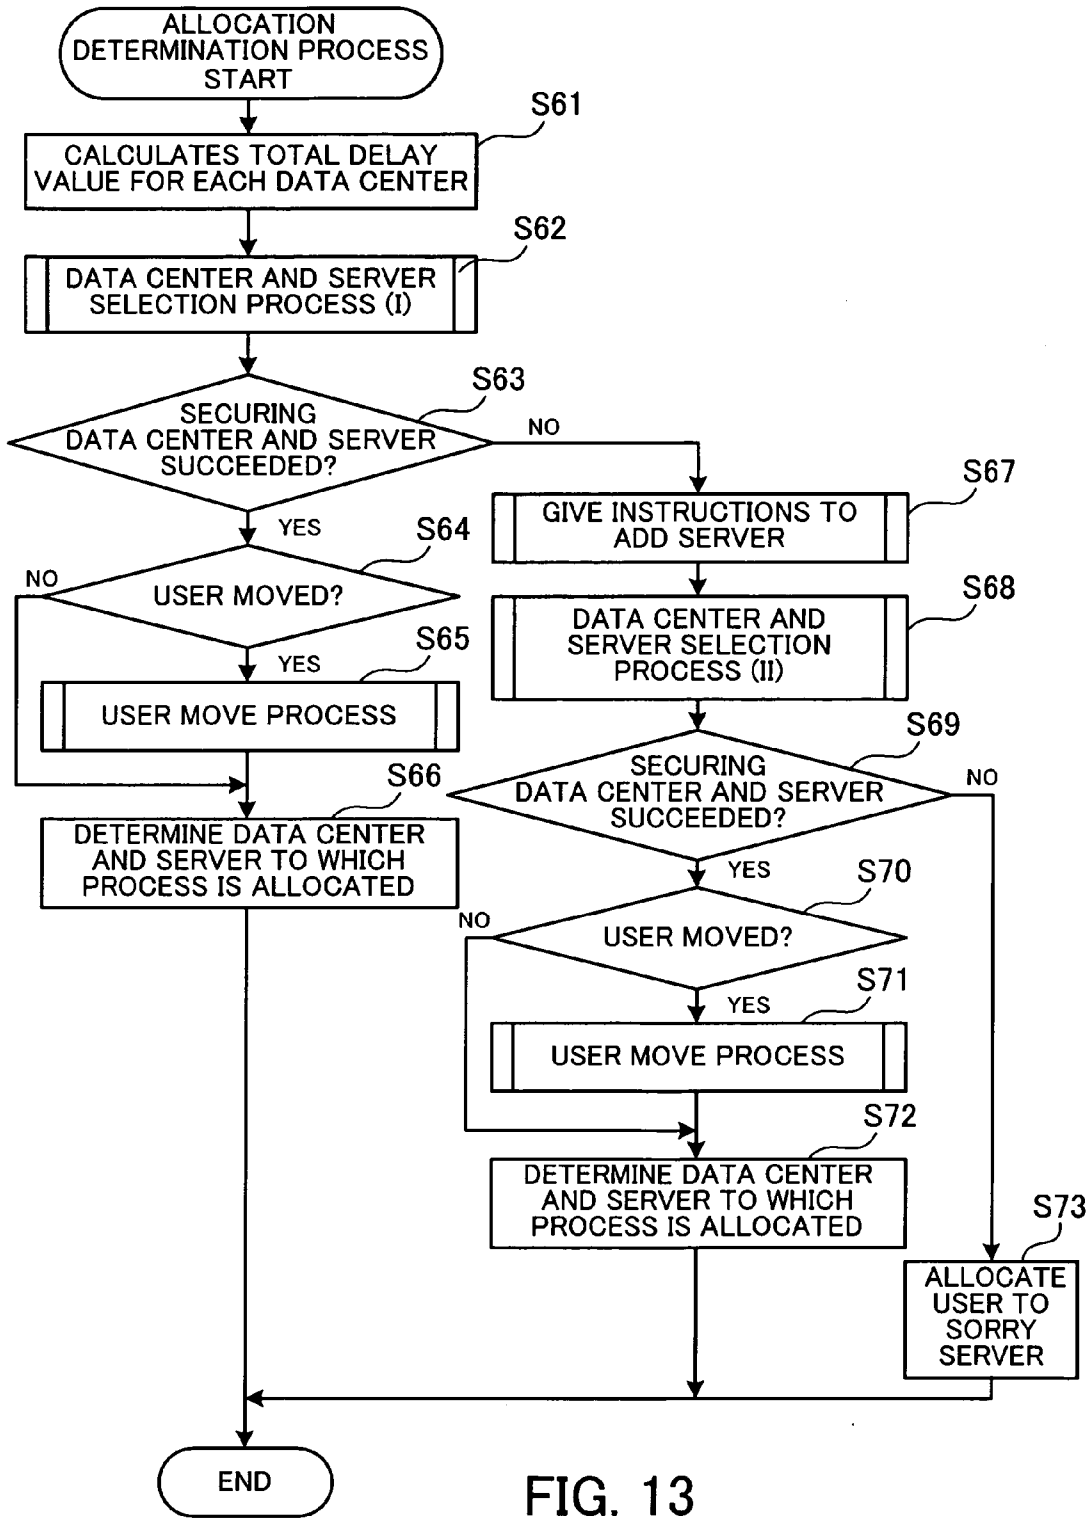 ALLOCATION
DETERMINATION PROCESS
START
S61
CALCULATES TOTAL DELAY
VALUE FOR EACH DATA CENTER
S62
DATA CENTER AND SERVER
SELECTION PROCESS (I)
S63
SECURING
DATA CENTER AND SERVER
SUCCEEDED?
NO
YES
S64
NO
USER MOVED?
YES
S65
USER MOVE PROCESS
S66
DETERMINE DATA CENTER
AND SERVER TO WHICH
PROCESS IS ALLOCATED
S67
GIVE INSTRUCTIONS TO
ADD SERVER
S68
DATA CENTER AND
SERVER SELECTION
PROCESS (II)
S69
SECURING
DATA CENTER AND SERVER
SUCCEEDED?
NO
YES
S70
NO
USER MOVED?
YES
S71
USER MOVE PROCESS
S72
DETERMINE DATA CENTER
AND SERVER TO WHICH
PROCESS IS ALLOCATED
S73
ALLOCATE
USER TO
SORRY
SERVER
END
FIG. 13